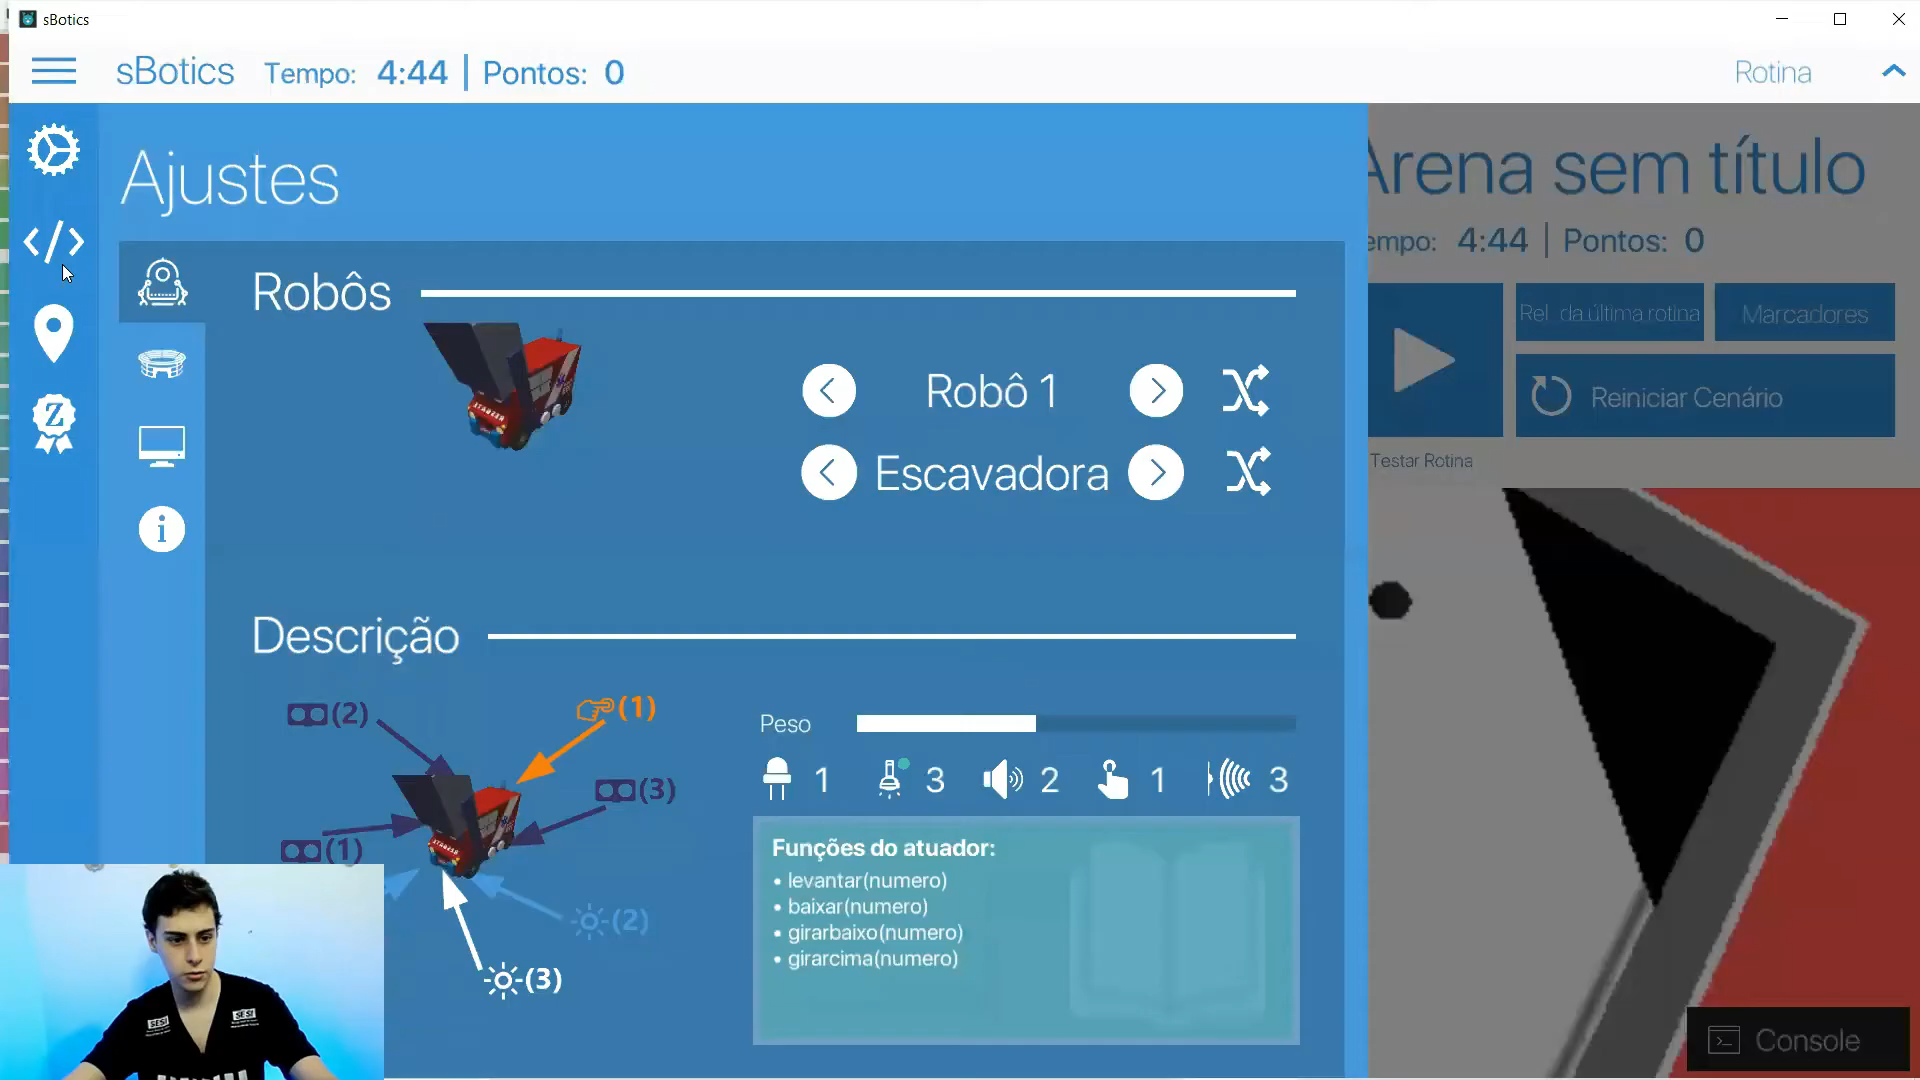 sBotics
sBotics Tempo: 4:44 | Pontos: 0 Rotina
Ajustes
Robôs
Robô 1
Escavadora
Descrição
(2)
(1)
(3)
(1)
(2)
(3)
Peso
1 3 2 1 3
Funções do atuador:
• levantar(numero)
• baixar(numero)
• girarbaixo(numero)
• girarcima(numero)
Arena sem título
empo: 4:44 | Pontos: 0
Rel. da última rotina
Marcadores
Reiniciar Cenário
Testar Rotina
Console
SESI
SESI